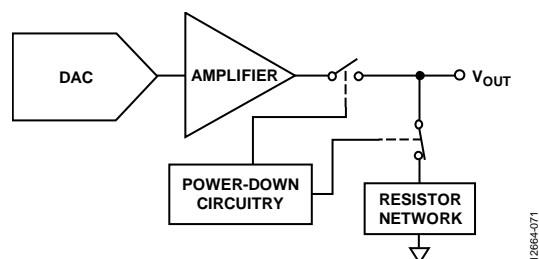 DAC
AMPLIFIER
VOUT
POWER-DOWN
CIRCUITRY
RESISTOR
NETWORK
12664-071